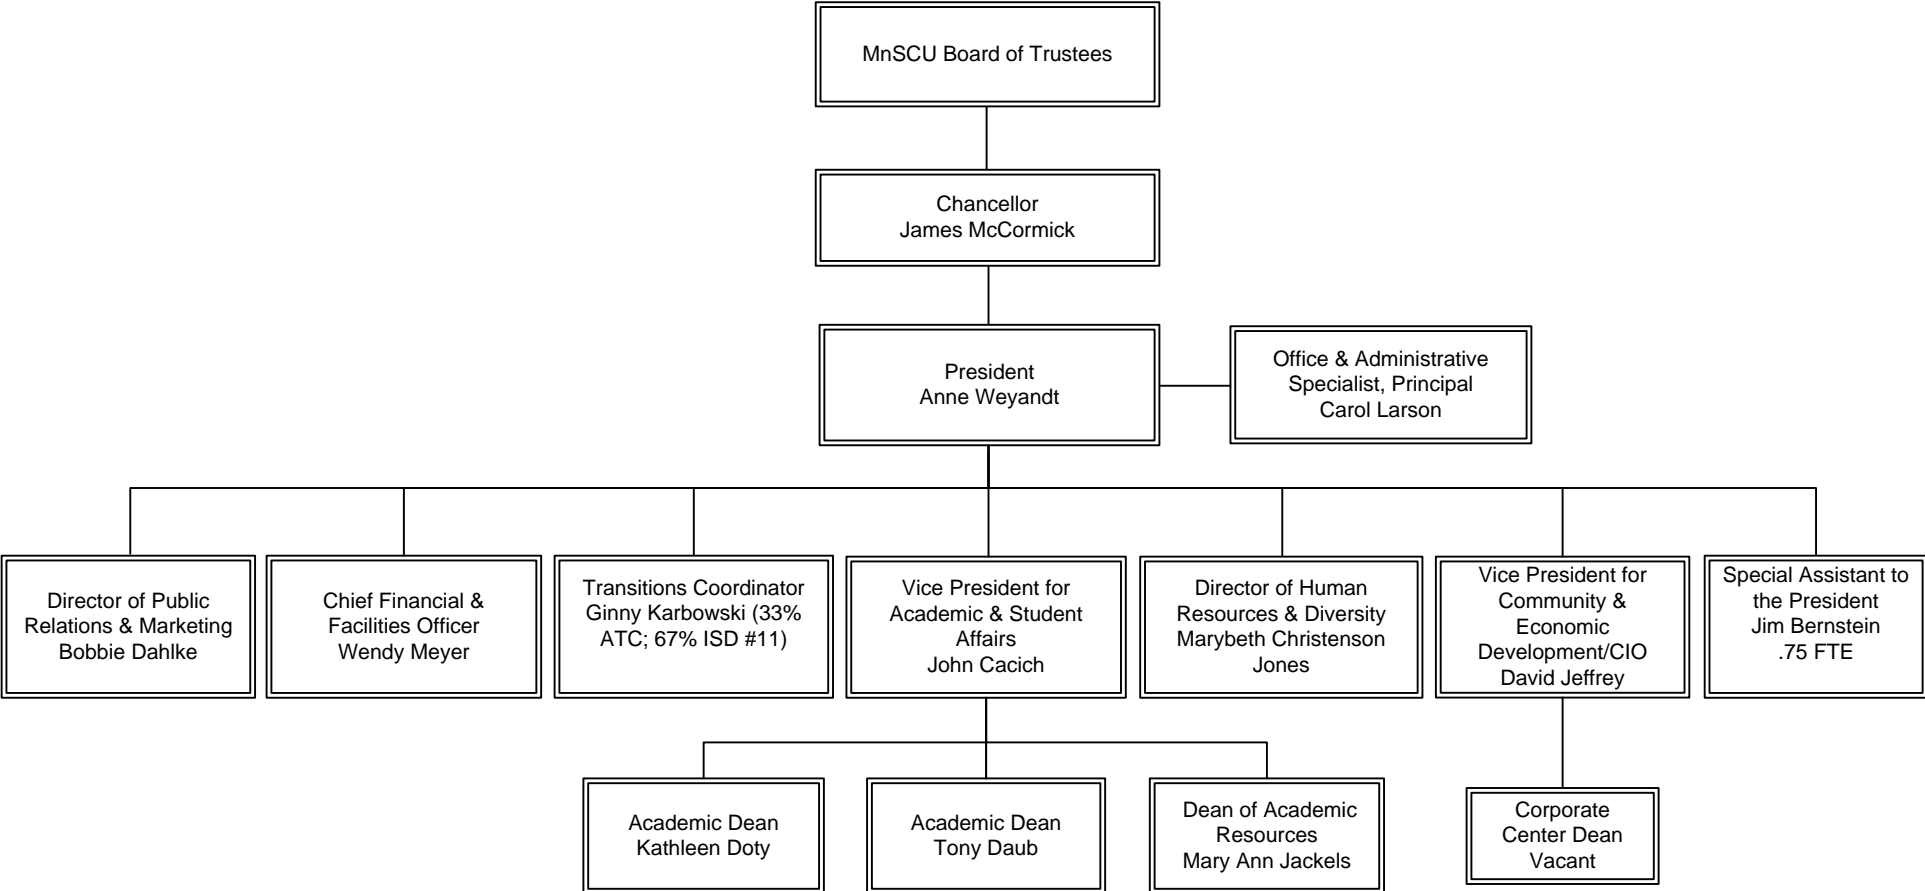 MnSCU Board of Trustees
Chancellor
James McCormick
President
Anne Weyandt
Office & Administrative
Specialist, Principal
Carol Larson
Director of Public
Relations & Marketing
Bobbie Dahlke
Chief Financial &
Facilities Officer
Wendy Meyer
Transitions Coordinator
Ginny Karbowski (33%
ATC; 67% ISD #11)
Vice President for
Academic & Student
Affairs
John Cacich
Director of Human
Resources & Diversity
Marybeth Christenson
Jones
Vice President for
Community &
Economic
Development/CIO
David Jeffrey
Special Assistant to
the President
Jim Bernstein
.75 FTE
Academic Dean
Kathleen Doty
Academic Dean
Tony Daub
Dean of Academic
Resources
Mary Ann Jackels
Corporate
Center Dean
Vacant